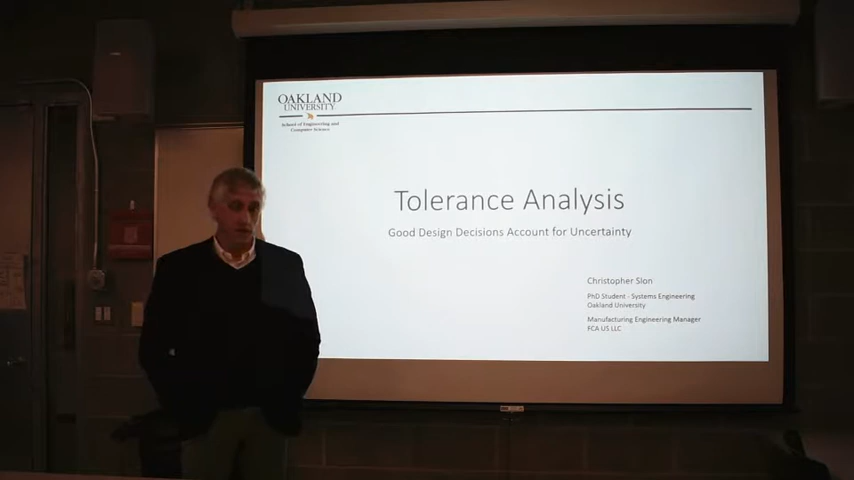 OAKLAND
UNIVERSITY
School of Engineering and
Computer Science
Tolerance Analysis
Good Design Decisions Account for Uncertainty
Christopher Slon
PhD Student - Systems Engineering
Oakland University
Manufacturing Engineering Manager
FCA US LLC